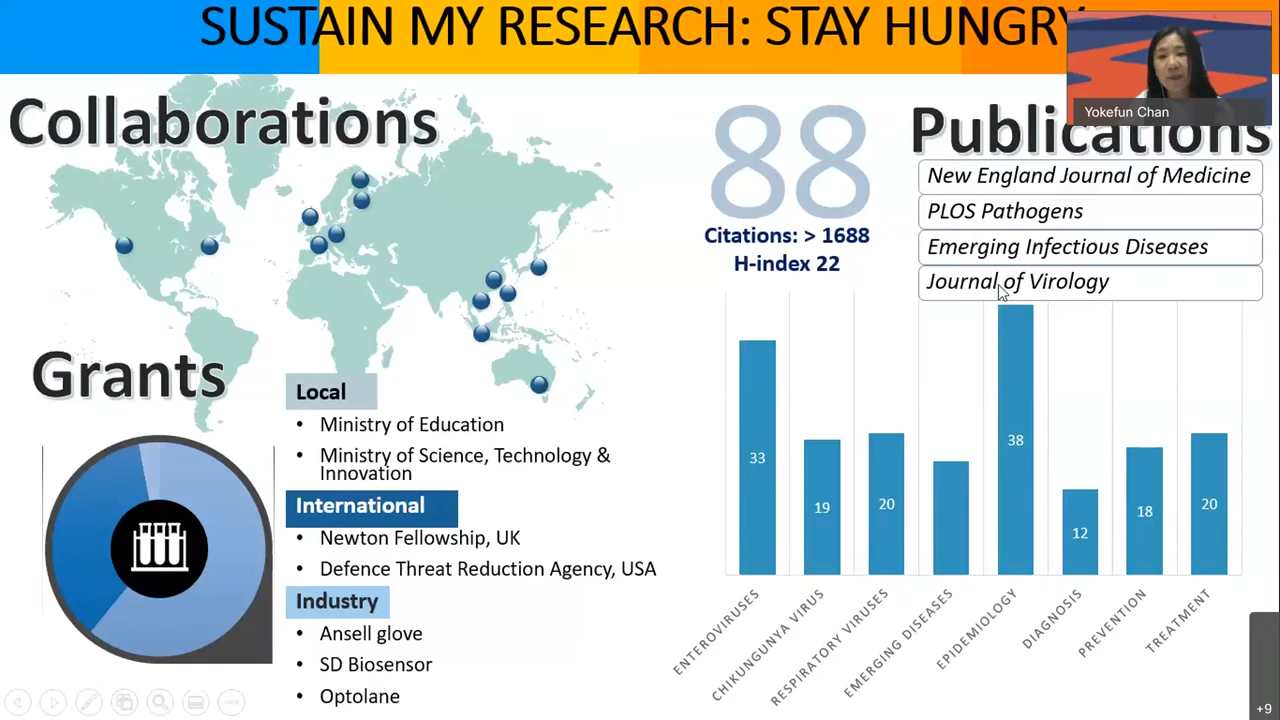 SUSTAIN MY RESEARCH: STAY HUNGRY
Yokefun Chan
Collaborations
88
Citations: > 1688
H-index 22
Publications
New England Journal of Medicine
PLOS Pathogens
Emerging Infectious Diseases
Journal of Virology
Grants
Local
• Ministry of Education
• Ministry of Science, Technology &
Innovation
International
• Newton Fellowship, UK
• Defence Threat Reduction Agency, USA
Industry
• Ansell glove
• SD Biosensor
• Optolane
33
19
20
38
12
18
20
ENTEROVIRUSES
CHIKUNGUNYA VIRUS
RESPIRATORY VIRUSES
EMERGING DISEASES
EPIDEMIOLOGY
DIAGNOSIS
PREVENTION
TREATMENT
+9